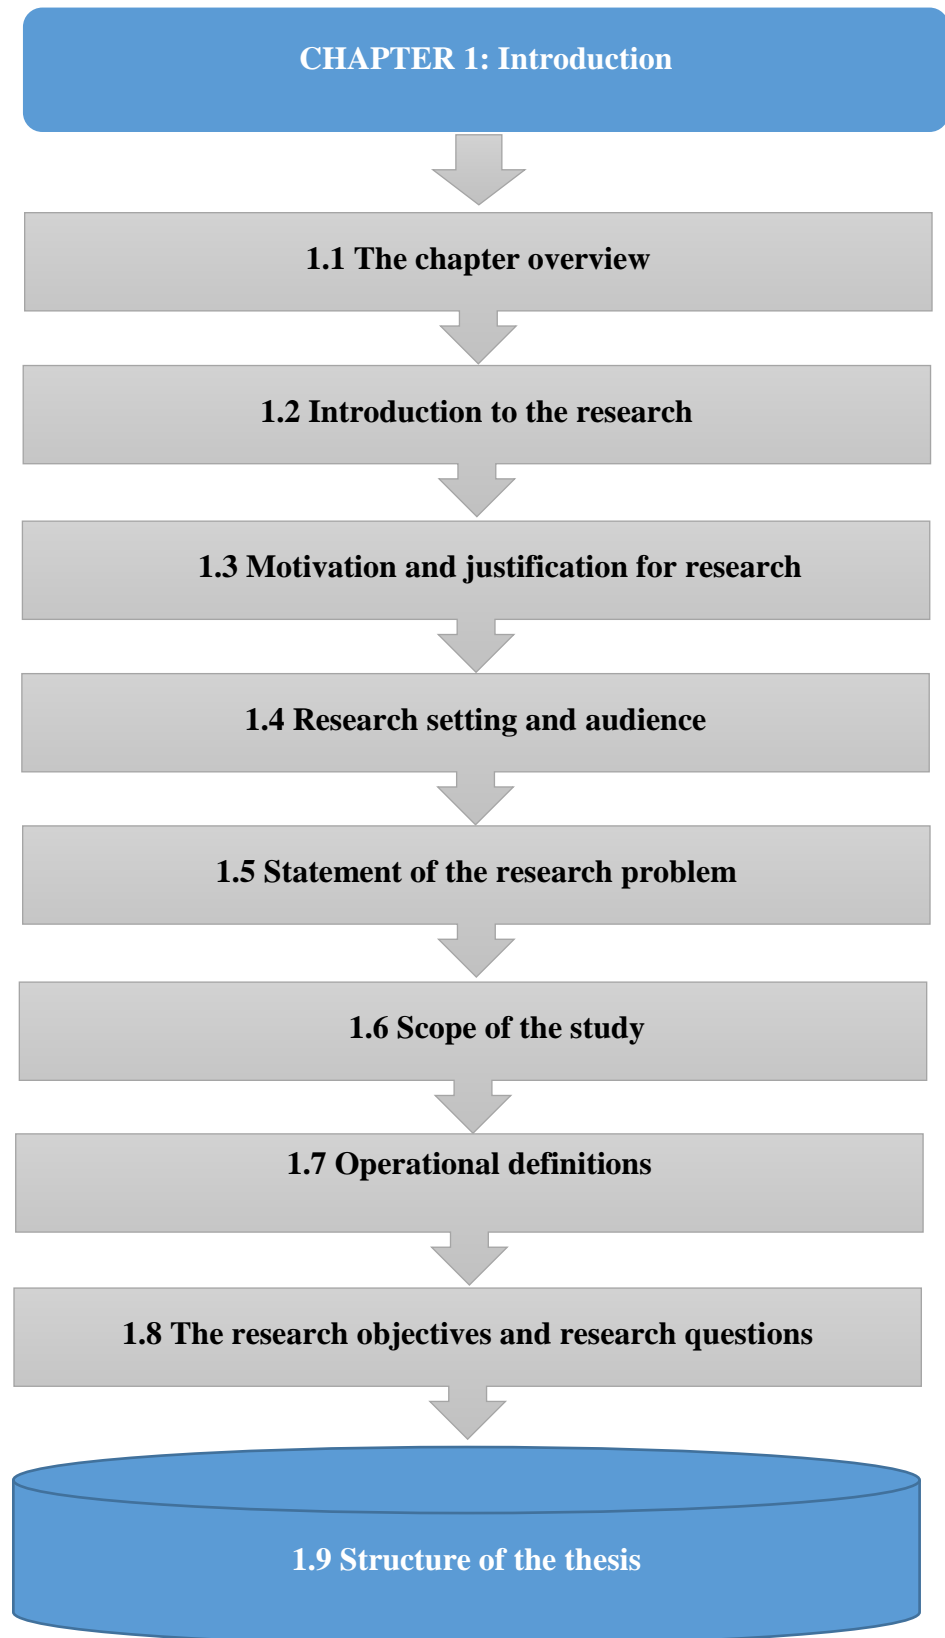 CHAPTER 1: Introduction
1.1 The chapter overview
1.2 Introduction to the research
1.3 Motivation and justification for research
1.4 Research setting and audience
1.5 Statement of the research problem
1.6 Scope of the study
1.7 Operational definitions
1.8 The research objectives and research questions
1.9 Structure of the thesis